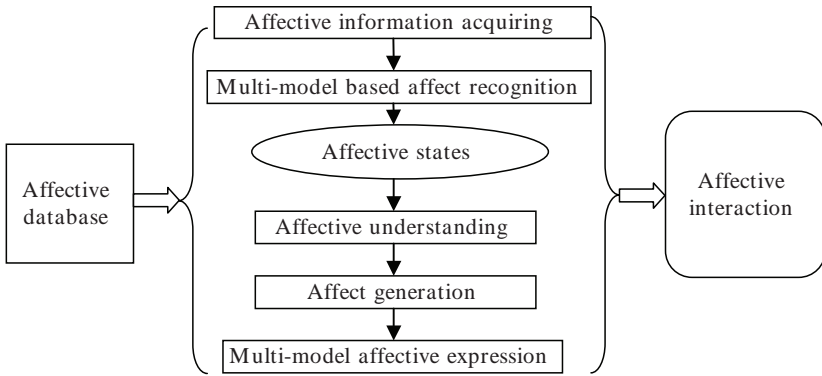 Affective information acquiring
Multi-model based affect recognition
Affective states
Affective
database
Affective
interaction
Affective understanding
Affect generation
Multi-model affective expression